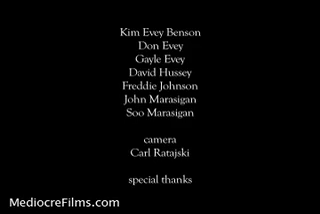 Kim Evey Benson
Don Evey
Gayle Evey
David Hussey
Freddie Johnson
John Marasigan
Soo Marasigan
camera
Carl Ratajski
special thanks
MediocreFilms.com